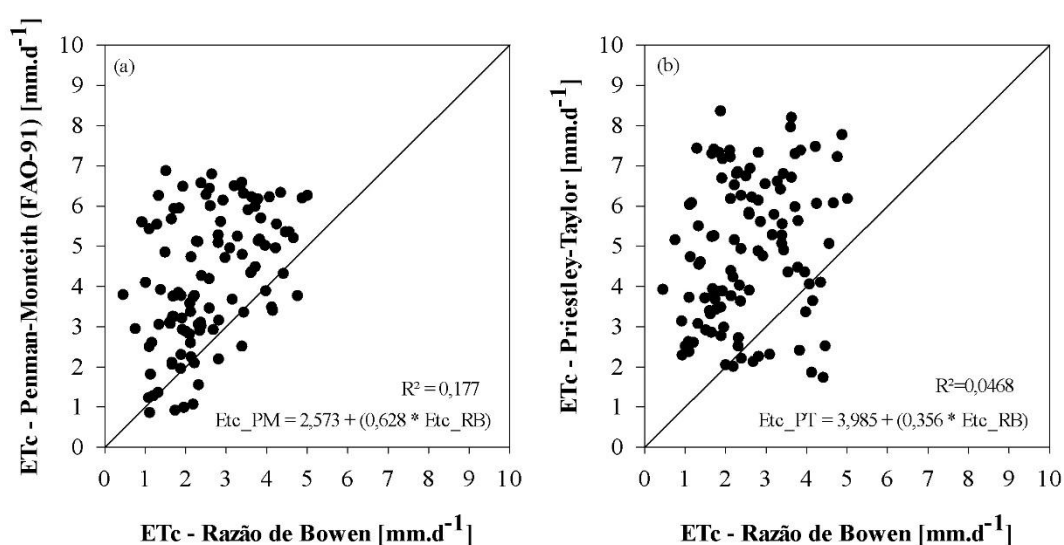 (a)
ETc - Penman-Monteith (FAO-91) [mm.d-1]
10
9
8
7
6
5
4
3
2
1
0
R² = 0,177
Etc_PM = 2,573 + (0,628 * Etc_RB)
0 1 2 3 4 5 6 7 8 9 10
ETc - Razão de Bowen [mm.d-1]
(b)
ETc - Priestley-Taylor [mm.d-1]
10
9
8
7
6
5
4
3
2
1
0
R²=0,0468
Etc_PT = 3,985 + (0,356 * Etc_RB)
0 1 2 3 4 5 6 7 8 9 10
ETc - Razão de Bowen [mm.d-1]